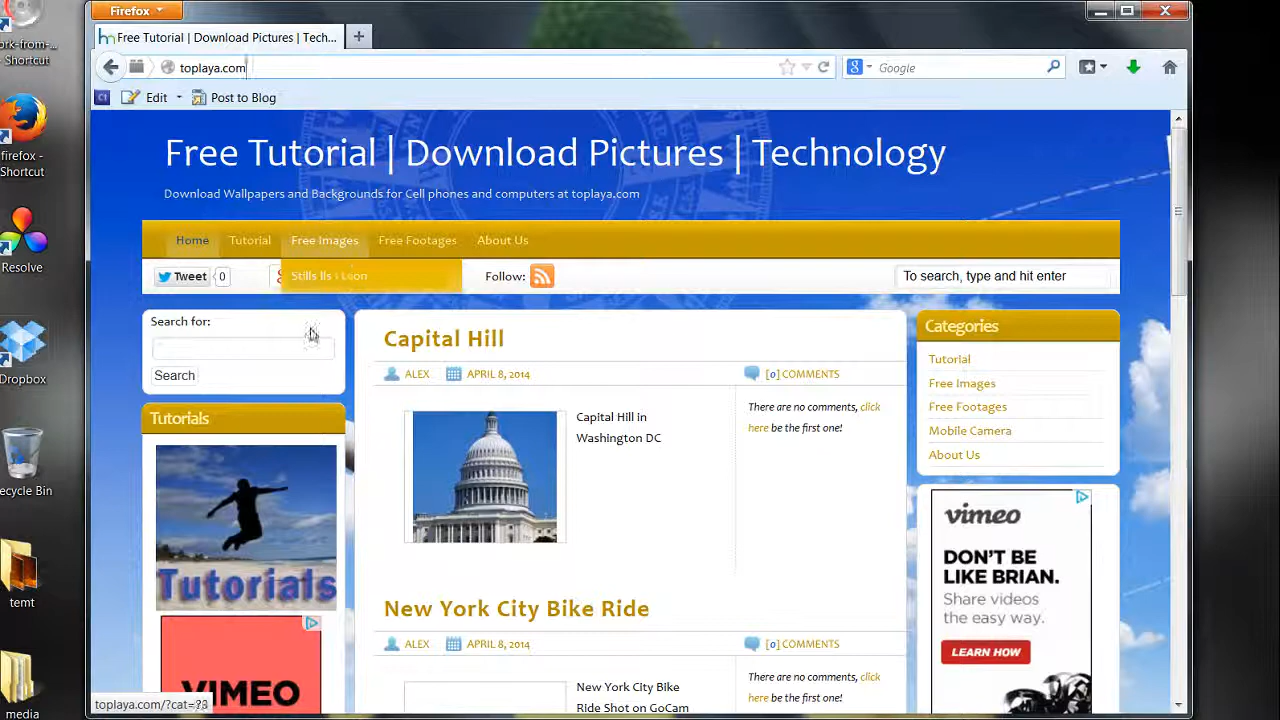 Firefox
Free Tutorial | Download Pictures | Tech...
toplaya.com
Google
Edit
Post to Blog
Free Tutorial | Download Pictures | Technology
Download Wallpapers and Backgrounds for Cell phones and computers at toplaya.com
Home Tutorial Free Images Free Footages About Us
Tweet 0
Stills
Follow:
To search, type and hit enter
Search for:
Search
Tutorials
Tutorials
VIMEO
Capital Hill
ALEX APRIL 8, 2014 [0] COMMENTS
Capital Hill in
Washington DC
There are no comments, click
here be the first one!
New York City Bike Ride
ALEX APRIL 8, 2014 [0] COMMENTS
New York City Bike
Ride Shot on GoCam
There are no comments, click
here be the first one!
Categories
Tutorial
Free Images
Free Footages
Mobile Camera
About Us
vimeo
DON'T BE
LIKE BRIAN.
Share videos
the easy way.
LEARN HOW
toplaya.com/?cat=
Shortcut
firefox -
Shortcut
Resolve
Dropbox
ecycle Bin
temt
media